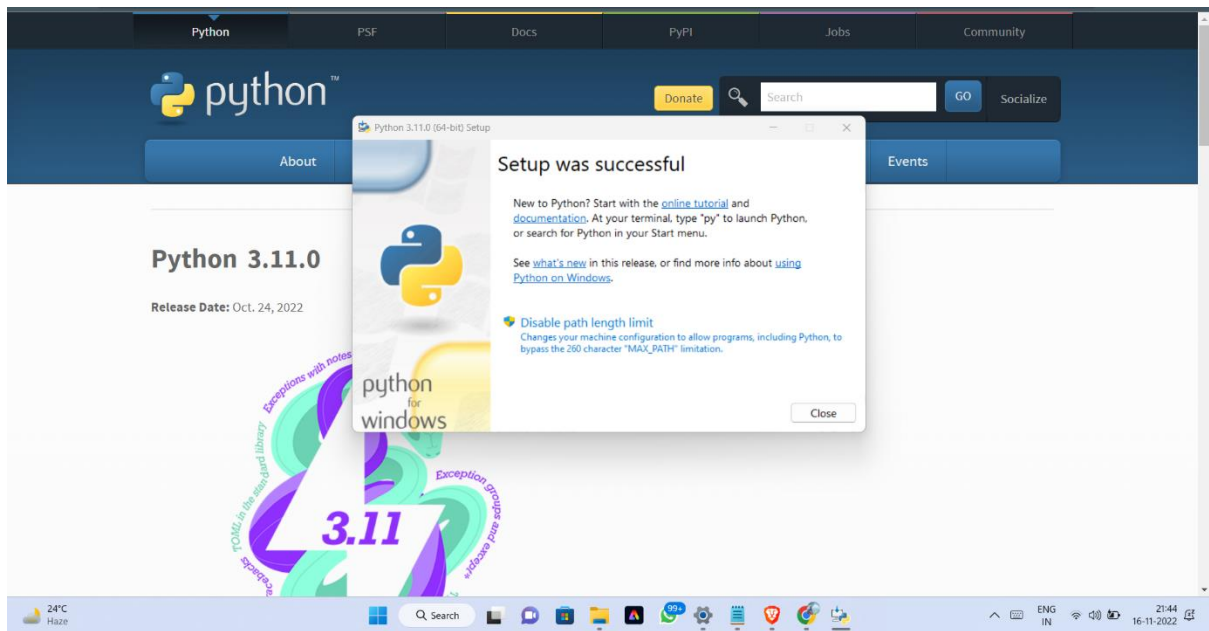 Python PSF Docs PyPI Jobs Community
python™
Donate Search GO Socialize
About Events
Python 3.11.0 (64-bit) Setup
Setup was successful
New to Python? Start with the online tutorial and
documentation. At your terminal, type "py" to launch Python,
or search for Python in your Start menu.
See what's new in this release, or find more info about using
Python on Windows.
Disable path length limit
Changes your machine configuration to allow programs, including Python, to
bypass the 260 character "MAX_PATH" limitation.
python
for
windows
Close
Python 3.11.0
Release Date: Oct. 24, 2022
Exceptions with notes
TOML in the standard library
Exception groups and except*
3.11
24°C
Haze
Search
99+
ENG
IN
21:44
16-11-2022